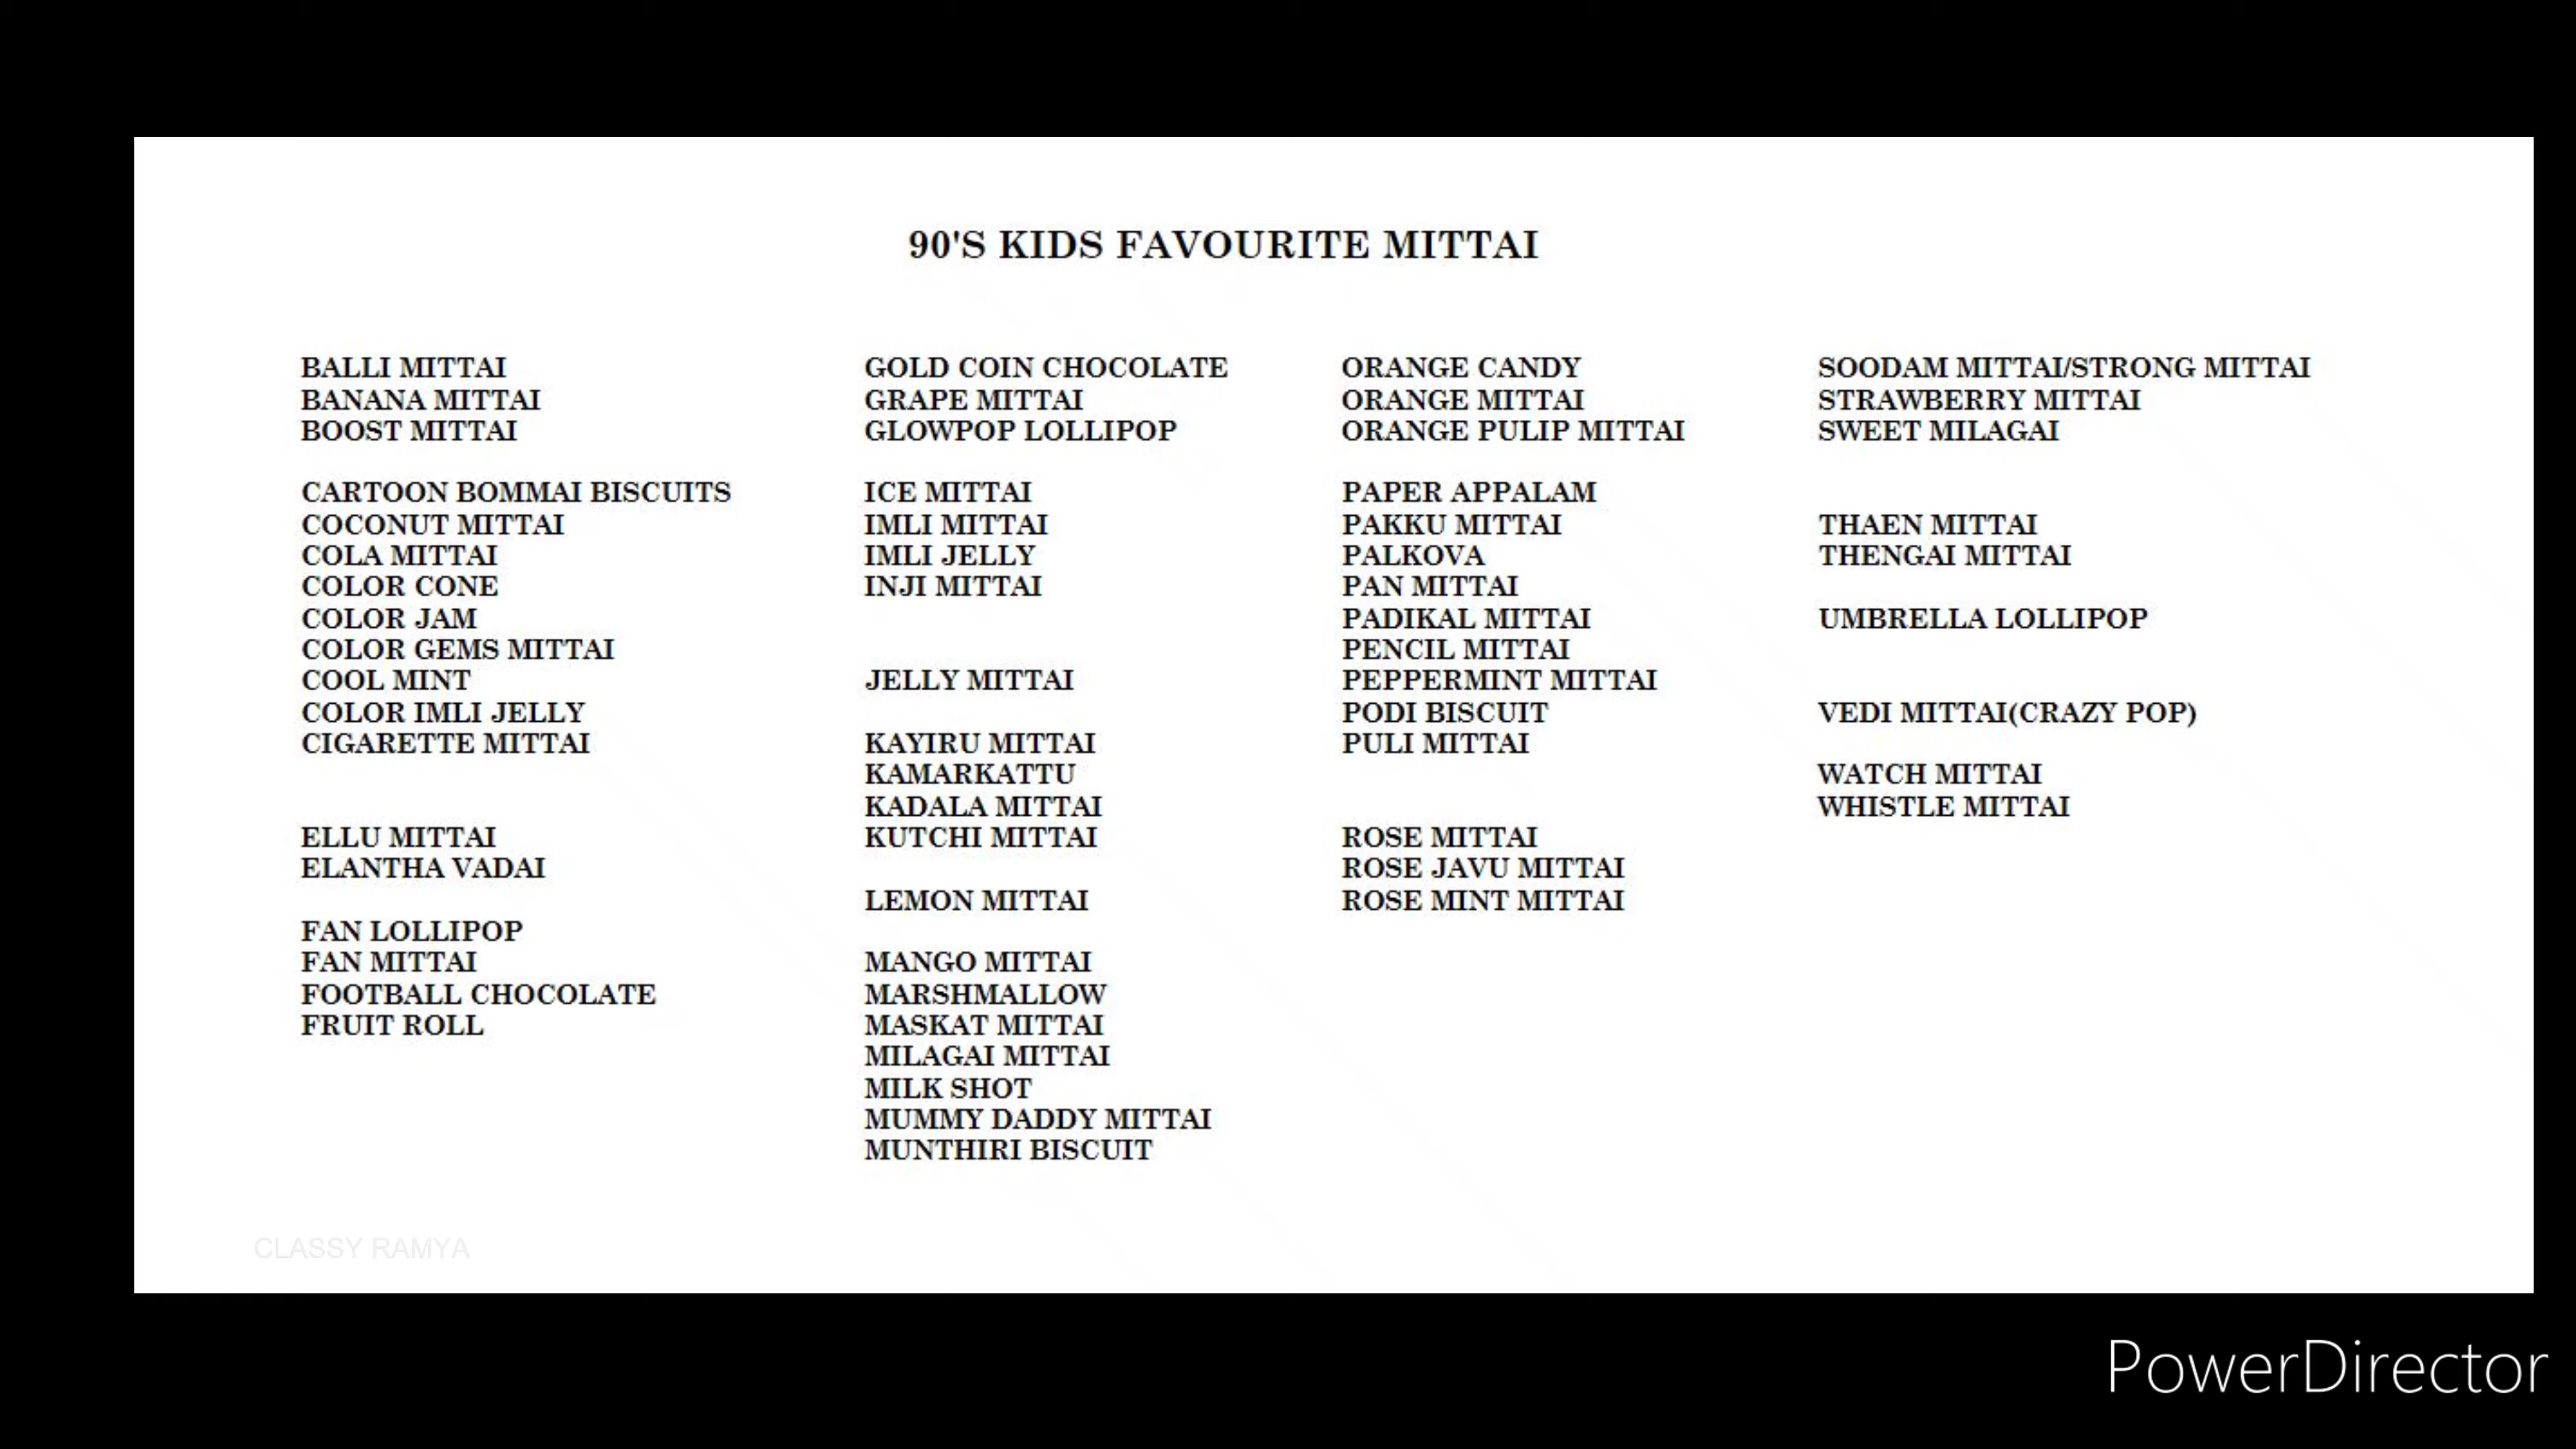 90'S KIDS FAVOURITE MITTAI
BALLI MITTAI
BANANA MITTAI
BOOST MITTAI
CARTOON BOMMAI BISCUITS
COCONUT MITTAI
COLA MITTAI
COLOR CONE
COLOR JAM
COLOR GEMS MITTAI
COOL MINT
COLOR IMLI JELLY
CIGARETTE MITTAI
ELLU MITTAI
ELANTHA VADAI
FAN LOLLIPOP
FAN MITTAI
FOOTBALL CHOCOLATE
FRUIT ROLL
GOLD COIN CHOCOLATE
GRAPE MITTAI
GLOWPOP LOLLIPOP
ICE MITTAI
IMLI MITTAI
IMLI JELLY
INJI MITTAI
JELLY MITTAI
KAYIRU MITTAI
KAMARKATTU
KADALA MITTAI
KUTCHI MITTAI
LEMON MITTAI
MANGO MITTAI
MARSHMALLOW
MASKAT MITTAI
MILAGAI MITTAI
MILK SHOT
MUMMY DADDY MITTAI
MUNTHIRI BISCUIT
ORANGE CANDY
ORANGE MITTAI
ORANGE PULIP MITTAI
PAPER APPALAM
PAKKU MITTAI
PALKOVA
PAN MITTAI
PADIKAL MITTAI
PENCIL MITTAI
PEPPERMINT MITTAI
PODI BISCUIT
PULI MITTAI
ROSE MITTAI
ROSE JAVU MITTAI
ROSE MINT MITTAI
SOODAM MITTAI/STRONG MITTAI
STRAWBERRY MITTAI
SWEET MILAGAI
THAEN MITTAI
THENGAI MITTAI
UMBRELLA LOLLIPOP
VEDI MITTAI(CRAZY POP)
WATCH MITTAI
WHISTLE MITTAI
CLASSY RAMYA
PowerDirector